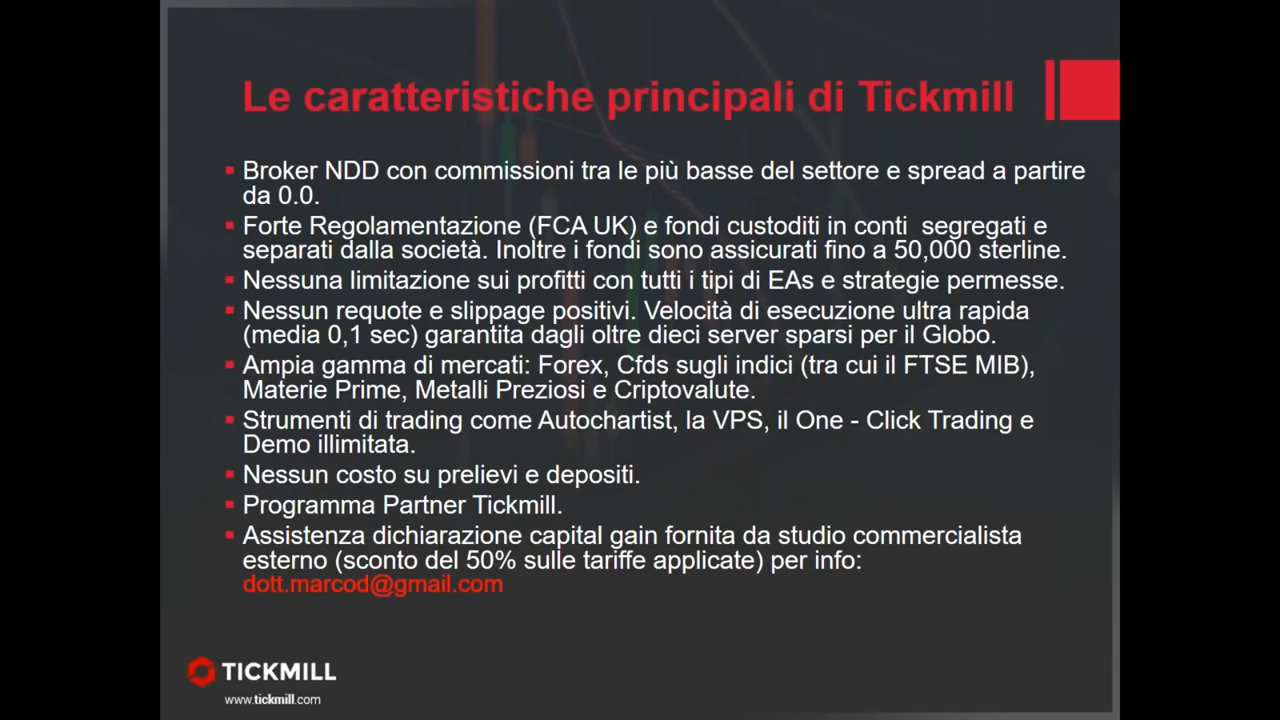 Le caratteristiche principali di Tickmill
Broker NDD con commissioni tra le più basse del settore e spread a partire
da 0.0.
Forte Regolamentazione (FCA UK) e fondi custoditi in conti  segregati e
separati dalla società. Inoltre i fondi sono assicurati fino a 50,000 sterline.
Nessuna limitazione sui profitti con tutti i tipi di EAs e strategie permesse.
Nessun requote e slippage positivi. Velocità di esecuzione ultra rapida
(media 0,1 sec) garantita dagli oltre dieci server sparsi per il Globo.
Ampia gamma di mercati: Forex, Cfds sugli indici (tra cui il FTSE MIB),
Materie Prime, Metalli Preziosi e Criptovalute.
Strumenti di trading come Autochartist, la VPS, il One - Click Trading e
Demo illimitata.
Nessun costo su prelievi e depositi.
Programma Partner Tickmill.
Assistenza dichiarazione capital gain fornita da studio commercialista
esterno (sconto del 50% sulle tariffe applicate) per info:
dott.marcod@gmail.com
TICKMILL
www.tickmill.com